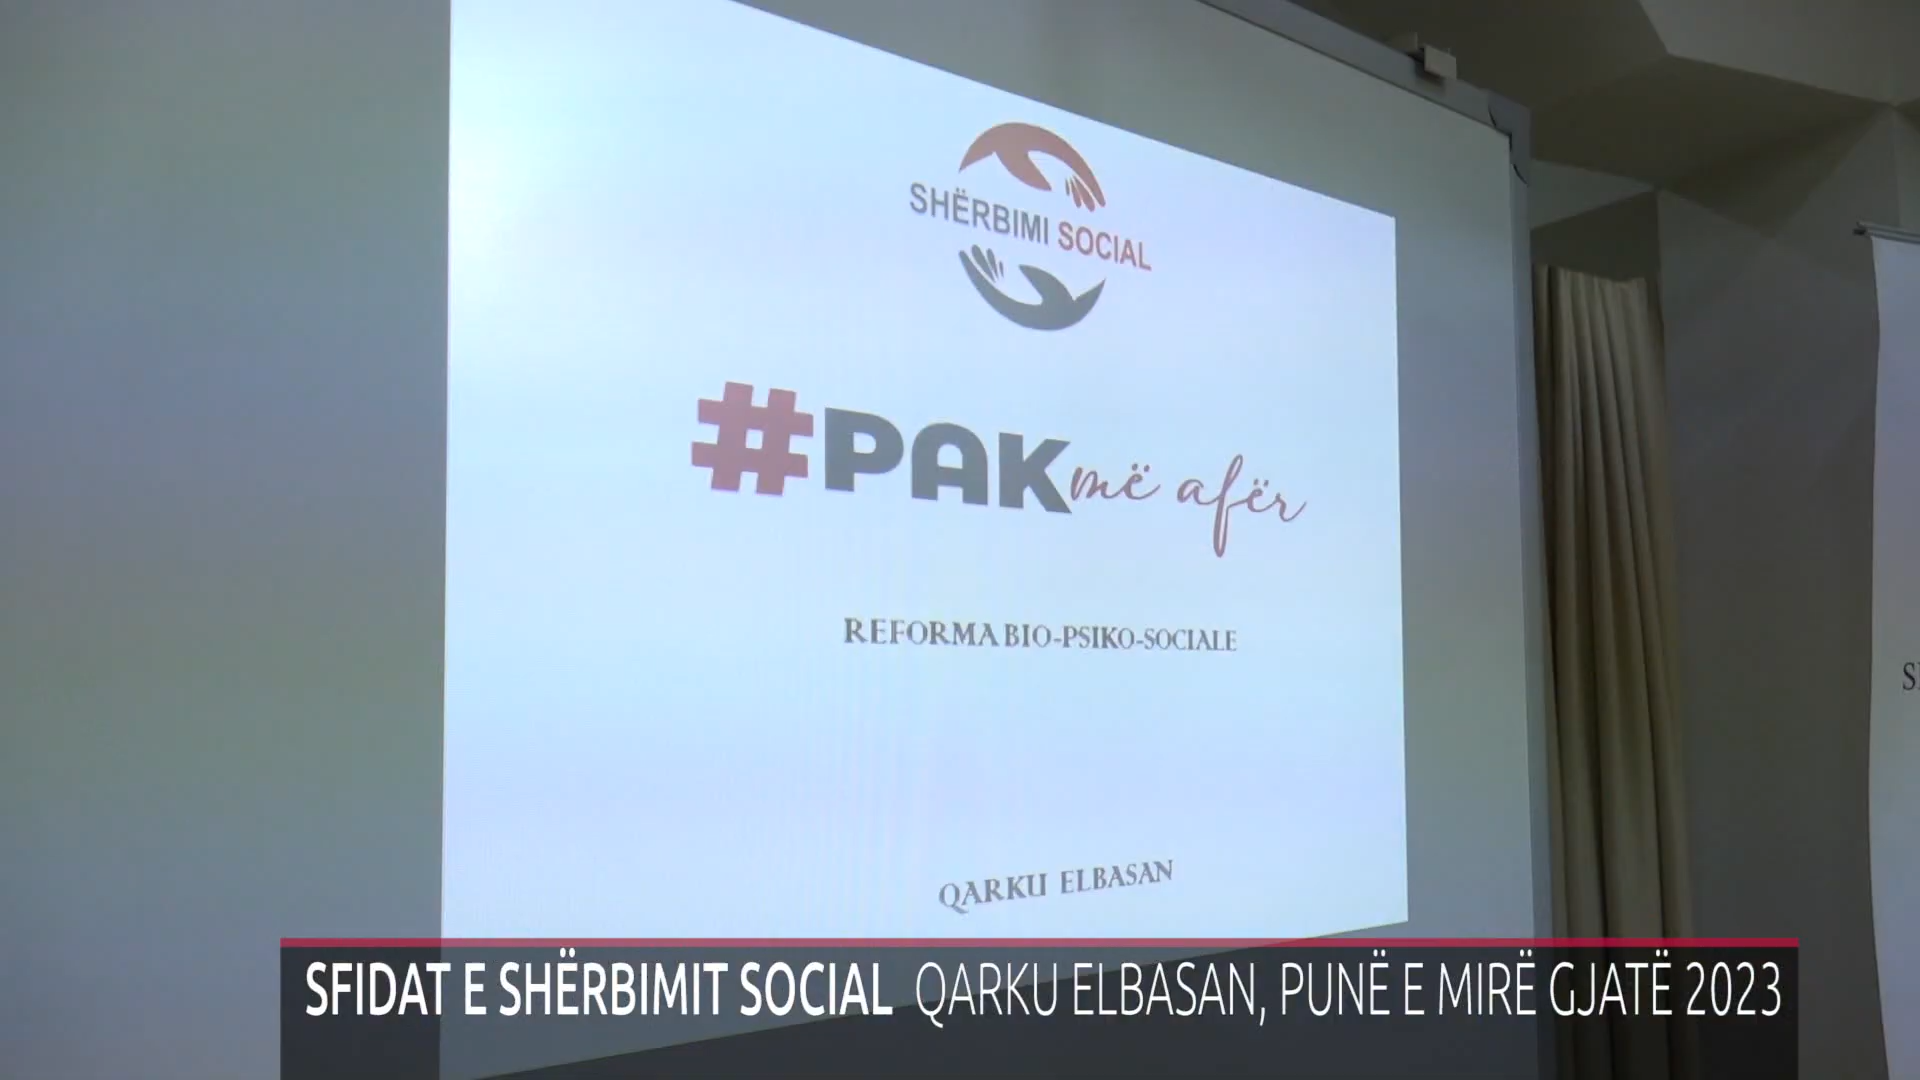 SHËRBIMI SOCIAL
#PAK më afër
REFORMA BIO-PSIKO-SOCIALE
QARKU ELBASAN
SFIDAT E SHËRBIMIT SOCIAL QARKU ELBASAN, PUNË E MIRË GJATË 2023